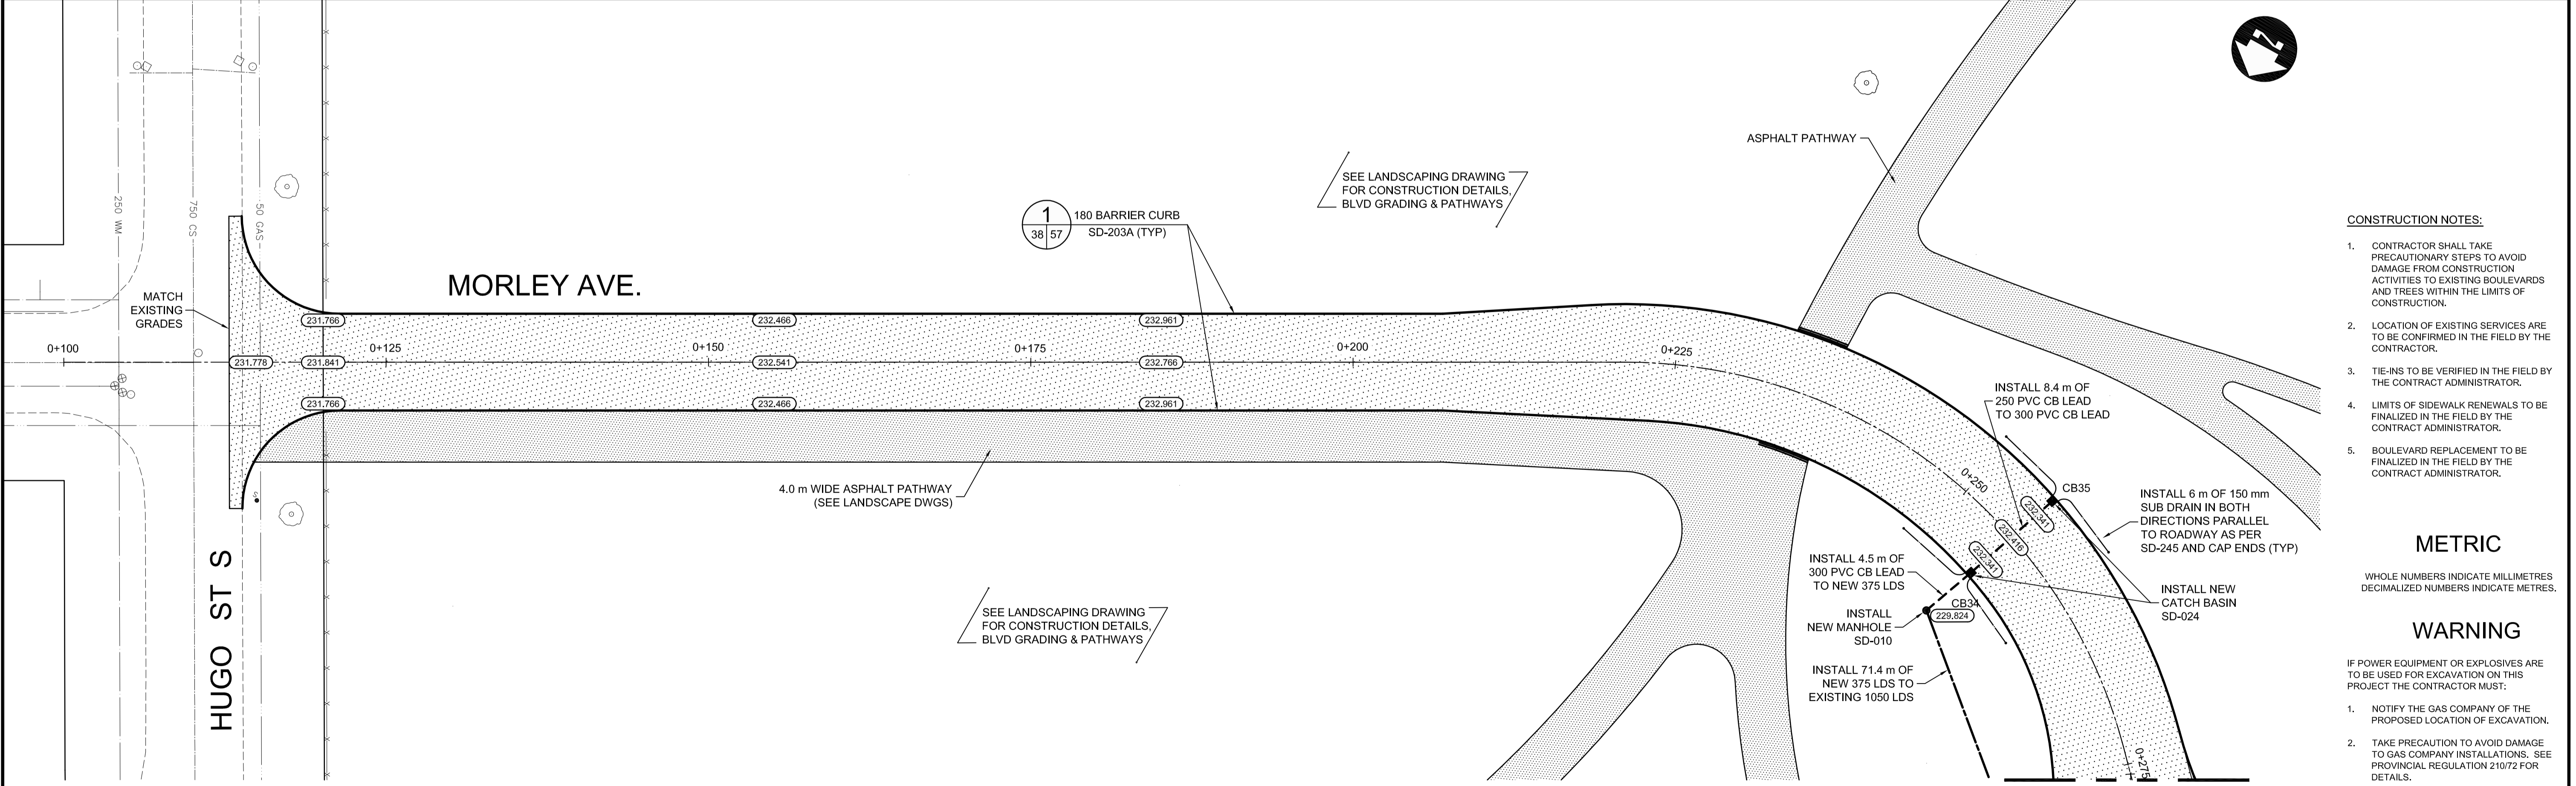 ASPHALT PATHWAY
SEE LANDSCAPING DRAWING
FOR CONSTRUCTION DETAILS,
BLVD GRADING & PATHWAYS
250 WM
750 CS
50 GAS
1
38 57
180 BARRIER CURB
SD-203A (TYP)
MORLEY AVE.
MATCH
EXISTING
GRADES
231.766
232.466
232.961
0+100
0+125
0+150
0+175
0+200
0+225
231.778
231.841
232.541
232.766
231.766
232.466
232.961
4.0 m WIDE ASPHALT PATHWAY
(SEE LANDSCAPE DWGS)
S
HUGO ST S
SEE LANDSCAPING DRAWING
FOR CONSTRUCTION DETAILS,
BLVD GRADING & PATHWAYS
INSTALL 8.4 m OF
250 PVC CB LEAD
TO 300 PVC CB LEAD
0+250
CB35
232.341
232.416
232.341
INSTALL 6 m OF 150 mm
SUB DRAIN IN BOTH
DIRECTIONS PARALLEL
TO ROADWAY AS PER
SD-245 AND CAP ENDS (TYP)
INSTALL 4.5 m OF
300 PVC CB LEAD
TO NEW 375 LDS
CB34
229.824
INSTALL NEW
CATCH BASIN
SD-024
INSTALL
NEW MANHOLE
SD-010
INSTALL 71.4 m OF
NEW 375 LDS TO
EXISTING 1050 LDS
0+275
CONSTRUCTION NOTES:
1. CONTRACTOR SHALL TAKE
PRECAUTIONARY STEPS TO AVOID
DAMAGE FROM CONSTRUCTION
ACTIVITIES TO EXISTING BOULEVARDS
AND TREES WITHIN THE LIMITS OF
CONSTRUCTION.
2. LOCATION OF EXISTING SERVICES ARE
TO BE CONFIRMED IN THE FIELD BY THE
CONTRACTOR.
3. TIE-INS TO BE VERIFIED IN THE FIELD BY
THE CONTRACT ADMINISTRATOR.
4. LIMITS OF SIDEWALK RENEWALS TO BE
FINALIZED IN THE FIELD BY THE
CONTRACT ADMINISTRATOR.
5. BOULEVARD REPLACEMENT TO BE
FINALIZED IN THE FIELD BY THE
CONTRACT ADMINISTRATOR.
METRIC
WHOLE NUMBERS INDICATE MILLIMETRES
DECIMALIZED NUMBERS INDICATE METRES.
WARNING
IF POWER EQUIPMENT OR EXPLOSIVES ARE
TO BE USED FOR EXCAVATION ON THIS
PROJECT THE CONTRACTOR MUST:
1. NOTIFY THE GAS COMPANY OF THE
PROPOSED LOCATION OF EXCAVATION.
2. TAKE PRECAUTION TO AVOID DAMAGE
TO GAS COMPANY INSTALLATIONS. SEE
PROVINCIAL REGULATION 210/72 FOR
DETAILS.